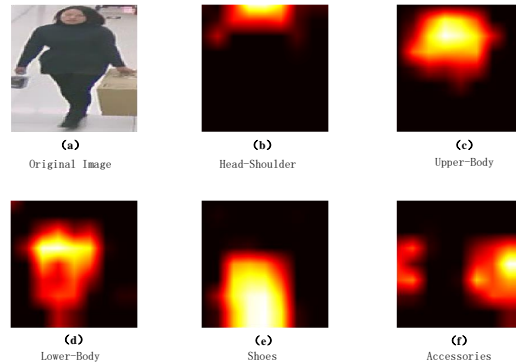 (a)
Original Image
(b)
Head-Shoulder
(c)
Upper-Body
(d)
Lower-Body
(e)
Shoes
(f)
Accessories